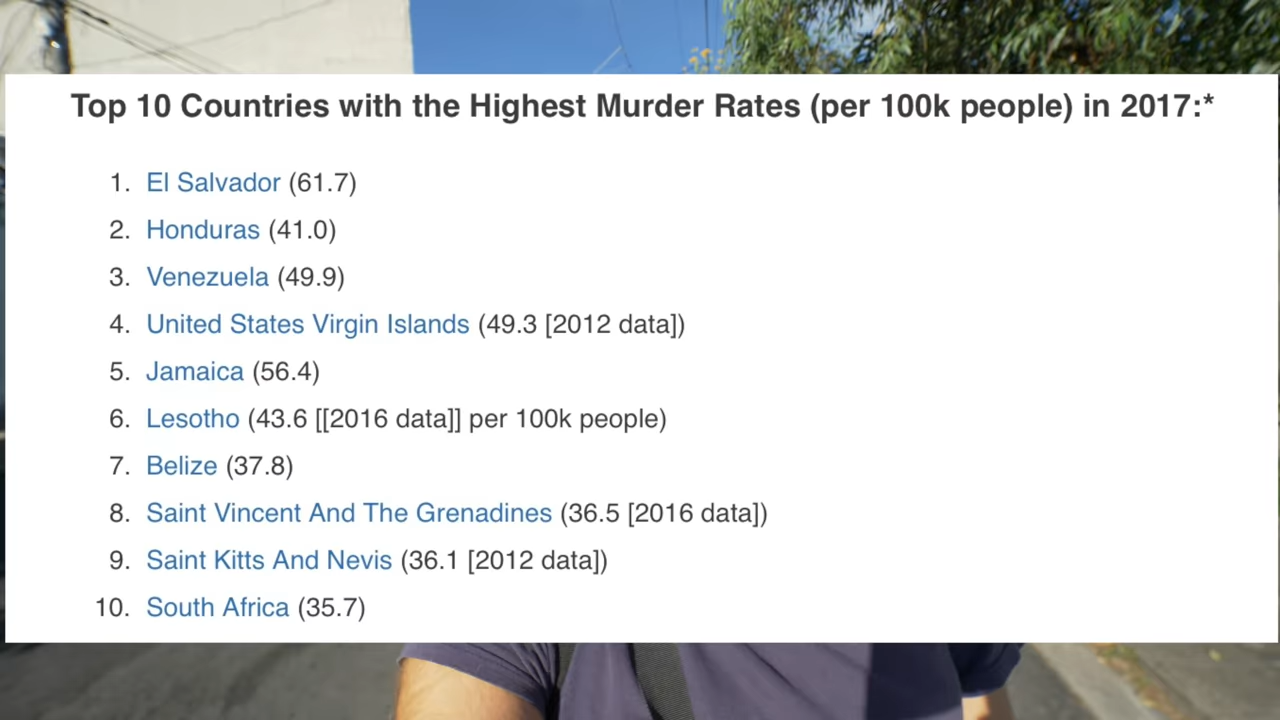 Top 10 Countries with the Highest Murder Rates (per 100k people) in 2017:*
1. El Salvador (61.7)
2. Honduras (41.0)
3. Venezuela (49.9)
4. United States Virgin Islands (49.3 [2012 data])
5. Jamaica (56.4)
6. Lesotho (43.6 [[2016 data]] per 100k people)
7. Belize (37.8)
8. Saint Vincent And The Grenadines (36.5 [2016 data])
9. Saint Kitts And Nevis (36.1 [2012 data])
10. South Africa (35.7)